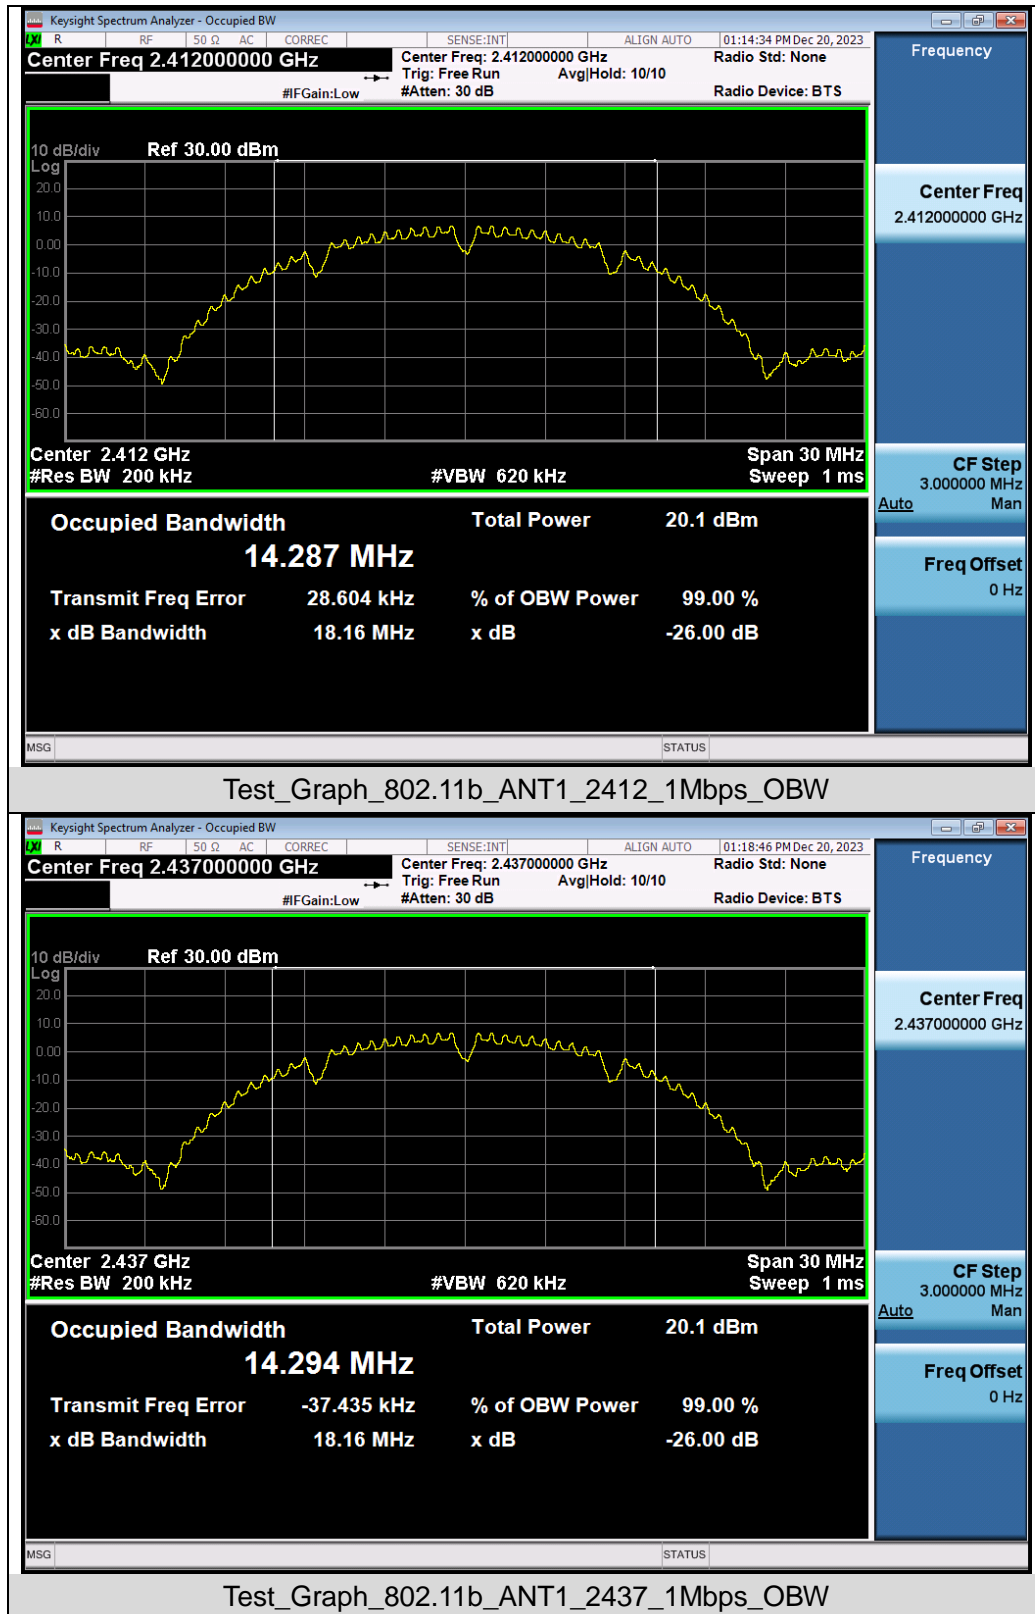 Keysight Spectrum Analyzer - Occupied BW
LXI R RF 50 Ω AC CORREC SENSE:INT ALIGN AUTO 01:14:34 PM Dec 20, 2023
Center Freq 2.412000000 GHz
Center Freq: 2.412000000 GHz Radio Std: None
Trig: Free Run Avg|Hold: 10/10
#IFGain:Low #Atten: 30 dB Radio Device: BTS
Frequency
10 dB/div Ref 30.00 dBm
Log
20.0
10.0
0.00
-10.0
-20.0
-30.0
-40.0
-50.0
-60.0
Center 2.412 GHz Span 30 MHz
#Res BW 200 kHz #VBW 620 kHz Sweep 1 ms
Center Freq
2.412000000 GHz
CF Step
3.000000 MHz
Auto Man
Freq Offset
0 Hz
Occupied Bandwidth Total Power 20.1 dBm
14.287 MHz
Transmit Freq Error 28.604 kHz % of OBW Power 99.00 %
x dB Bandwidth 18.16 MHz x dB -26.00 dB
MSG STATUS
Test_Graph_802.11b_ANT1_2412_1Mbps_OBW
Keysight Spectrum Analyzer - Occupied BW
LXI R RF 50 Ω AC CORREC SENSE:INT ALIGN AUTO 01:18:46 PM Dec 20, 2023
Center Freq 2.437000000 GHz
Center Freq: 2.437000000 GHz Radio Std: None
Trig: Free Run Avg|Hold: 10/10
#IFGain:Low #Atten: 30 dB Radio Device: BTS
Frequency
10 dB/div Ref 30.00 dBm
Log
20.0
10.0
0.00
-10.0
-20.0
-30.0
-40.0
-50.0
-60.0
Center 2.437 GHz Span 30 MHz
#Res BW 200 kHz #VBW 620 kHz Sweep 1 ms
Center Freq
2.437000000 GHz
CF Step
3.000000 MHz
Auto Man
Freq Offset
0 Hz
Occupied Bandwidth Total Power 20.1 dBm
14.294 MHz
Transmit Freq Error -37.435 kHz % of OBW Power 99.00 %
x dB Bandwidth 18.16 MHz x dB -26.00 dB
MSG STATUS
Test_Graph_802.11b_ANT1_2437_1Mbps_OBW